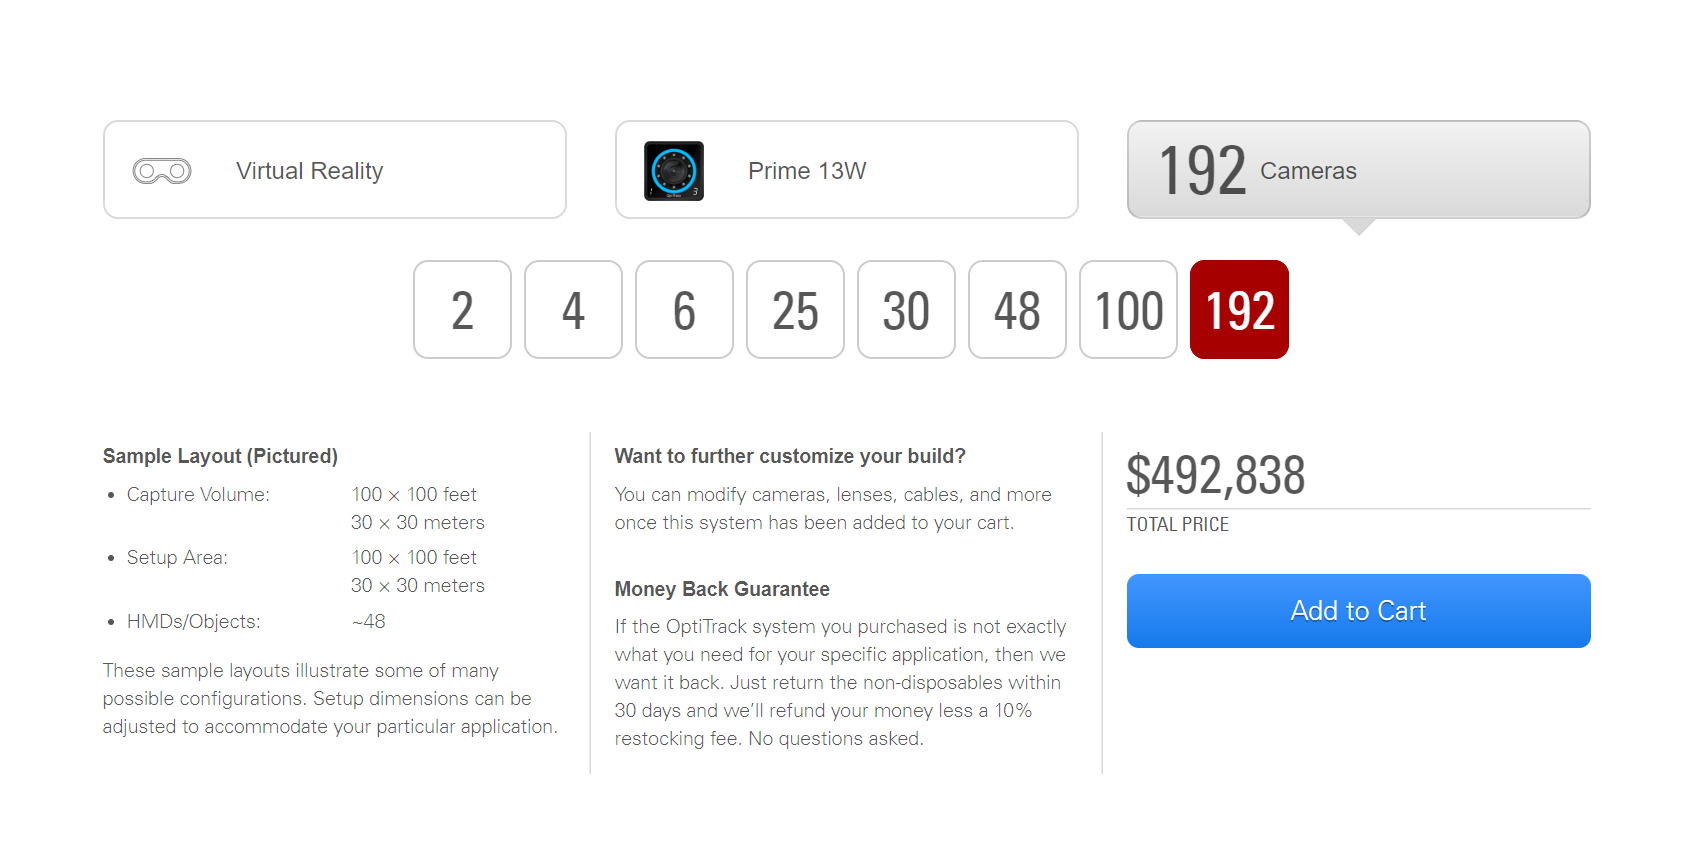 Virtual Reality
Prime 13W
192 Cameras
2
4
6
25
30
48
100
192
Sample Layout (Pictured)
• Capture Volume: 100 × 100 feet
30 × 30 meters
• Setup Area: 100 × 100 feet
30 × 30 meters
• HMDs/Objects: ~48
These sample layouts illustrate some of many
possible configurations. Setup dimensions can be
adjusted to accommodate your particular application.
Want to further customize your build?
You can modify cameras, lenses, cables, and more
once this system has been added to your cart.
Money Back Guarantee
If the OptiTrack system you purchased is not exactly
what you need for your specific application, then we
want it back. Just return the non-disposables within
30 days and we’ll refund your money less a 10%
restocking fee. No questions asked.
$492,838
TOTAL PRICE
Add to Cart